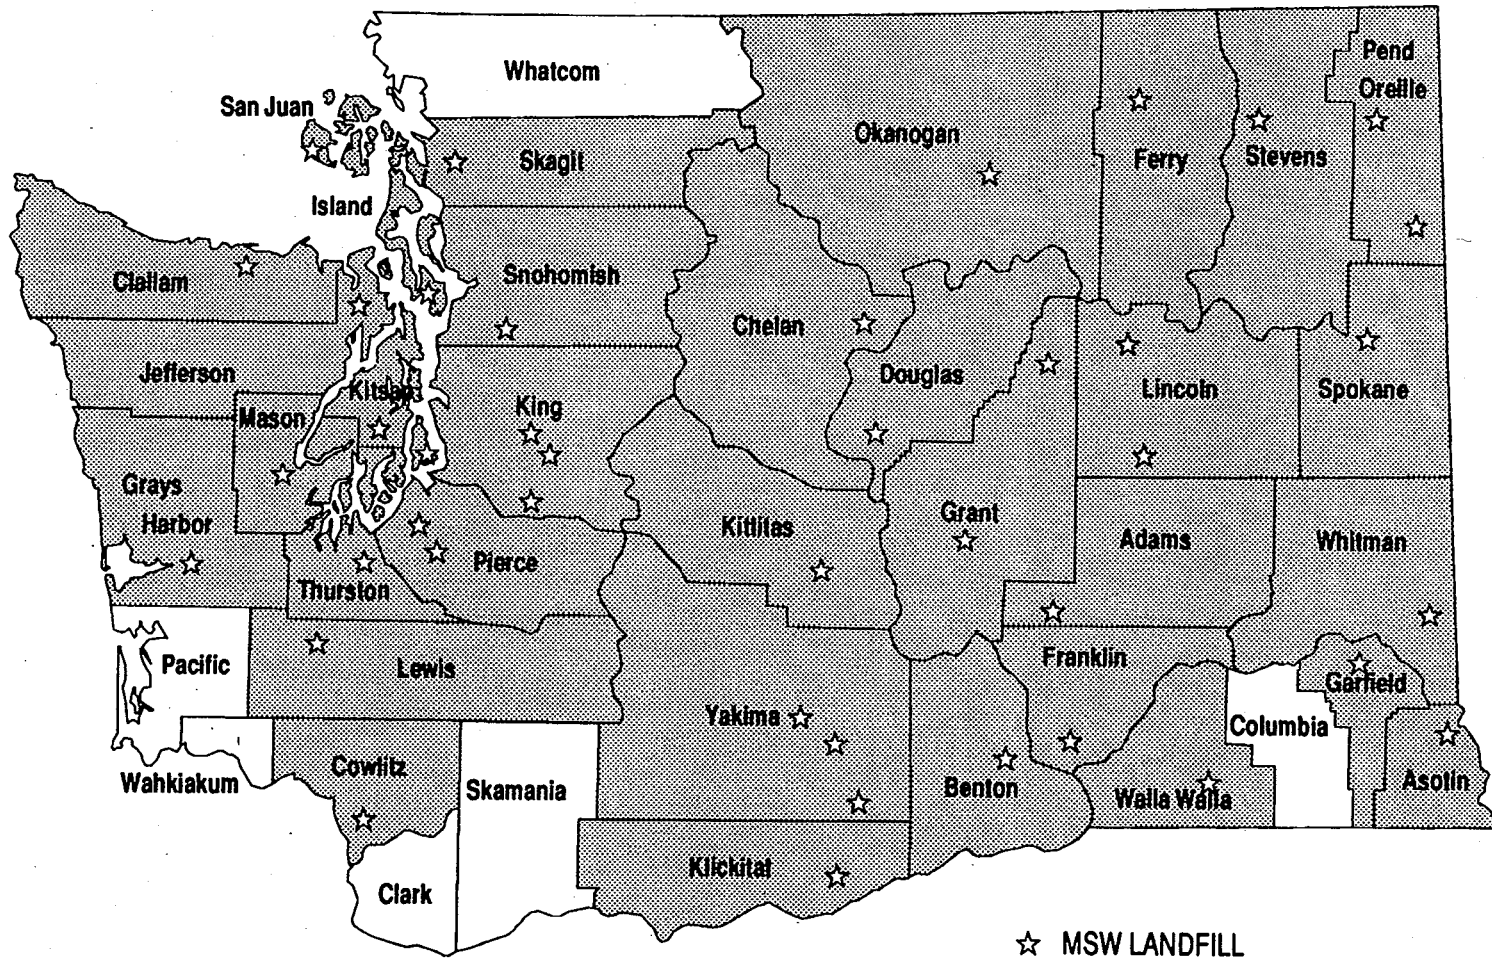 Whatcom
Pend
Oreille
San Juan
Okanogan
Skagit
Ferry
Stevens
Island
Clallam
Snohomish
Chelan
Jefferson
Kitsap
Douglas
Lincoln
Spokane
Mason
King
Grays
Harbor
Kittitas
Grant
Adams
Whitman
Pierce
Thurston
Pacific
Lewis
Franklin
Garfield
Yakima
Columbia
Wahkiakum
Cowlitz
Skamania
Benton
Walla Walla
Asotin
Klickitat
Clark
☆ MSW LANDFILL